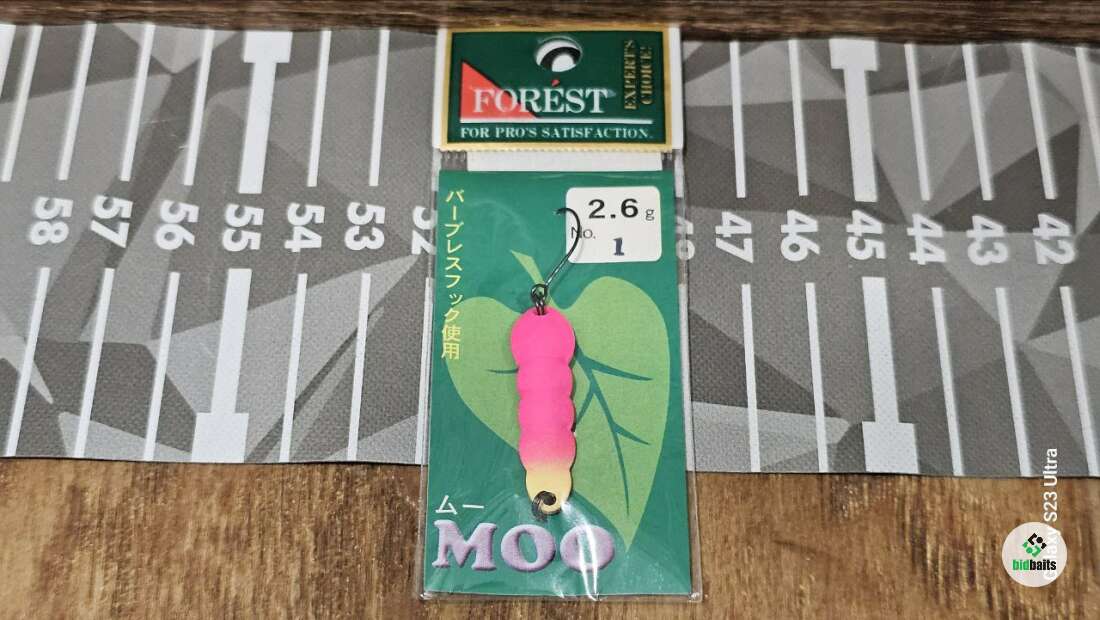 FORÉST
EXPERT'S
CHOICE!
FOR PRO'S SATISFACTION.
バーブレスフック使用
2.6 g
No.
1
58 57 56 55 54 53 52 47 46 45 44 43 42
ムー
MOO
Galaxy S23 Ultra
bidbaits